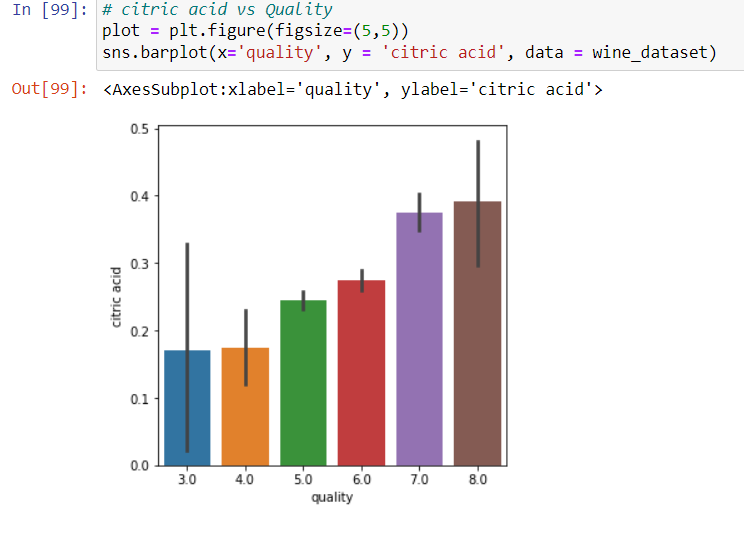 In [99]: # citric acid vs Quality
plot = plt.figure(figsize=(5,5))
sns.barplot(x='quality', y = 'citric acid', data = wine_dataset)
Out[99]: <AxesSubplot:xlabel='quality', ylabel='citric acid'>
0.5
0.4
0.3
0.2
0.1
0.0
citric acid
3.0 4.0 5.0 6.0 7.0 8.0
quality